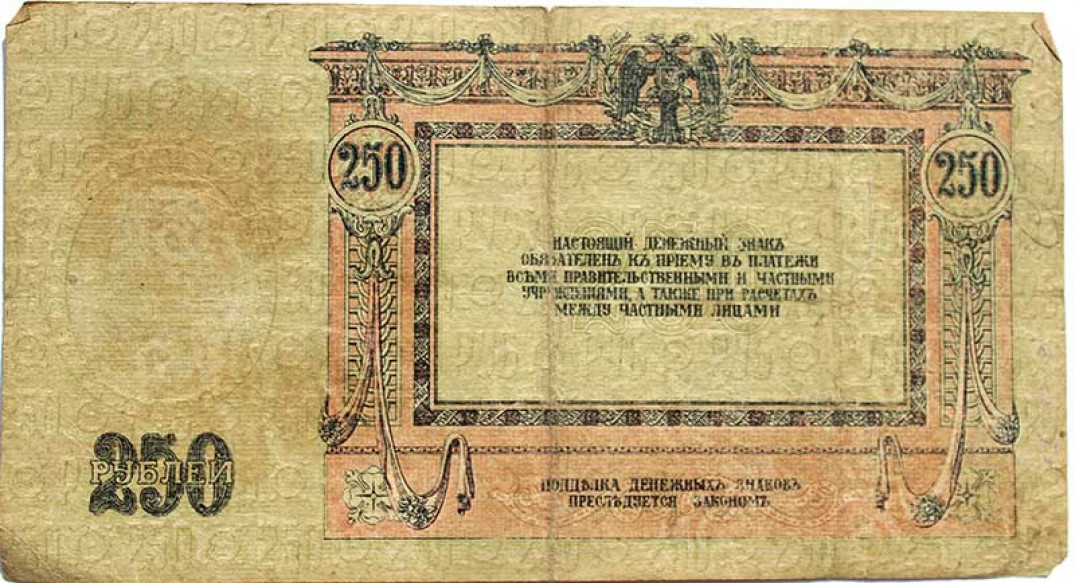 250
250
НАСТОЯЩІЙ ДЕНЕЖНЫЙ ЗНАКЪ
ОБЯЗАТЕЛЕНЪ КЪ ПРІЕМУ ВЪ ПЛАТЕЖИ
ВСѢМИ ПРАВИТЕЛЬСТВЕННЫМИ И ЧАСТНЫМИ
УЧРЕЖДЕНІЯМИ, А ТАКЖЕ ПРИ РАСЧЕТАХЪ
МЕЖДУ ЧАСТНЫМИ ЛИЦАМИ
250
РУБЛЕЙ
ПОДДѢЛКА ДЕНЕЖНЫХЪ ЗНАКОВЪ
ПРЕСЛѢДУЕТСЯ ЗАКОНОМЪ